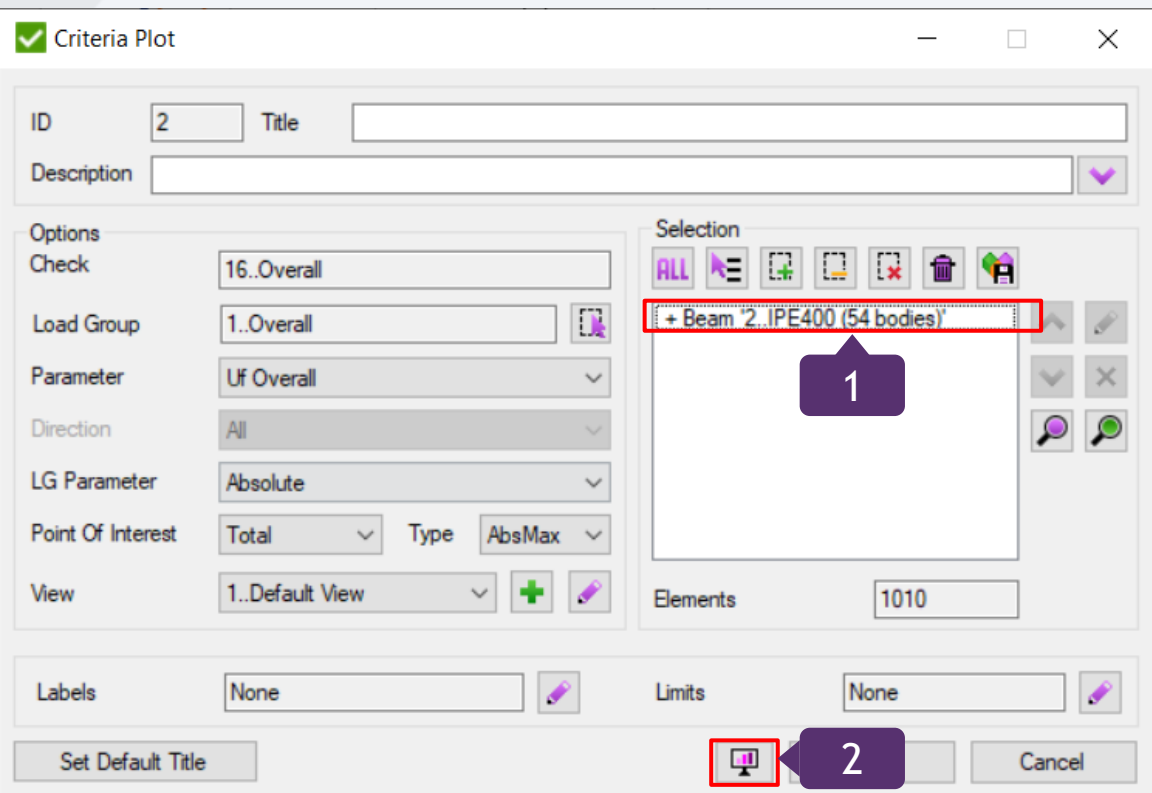 Criteria Plot
ID 2 Title
Description
Options
Check 16..Overall
Load Group 1..Overall
Parameter Uf Overall
Direction All
LG Parameter Absolute
Point Of Interest Total Type AbsMax
View 1..Default View
Selection
ALL
+ Beam '2..IPE400 (54 bodies)'
1
Elements 1010
Labels None Limits None
Set Default Title 2 Cancel